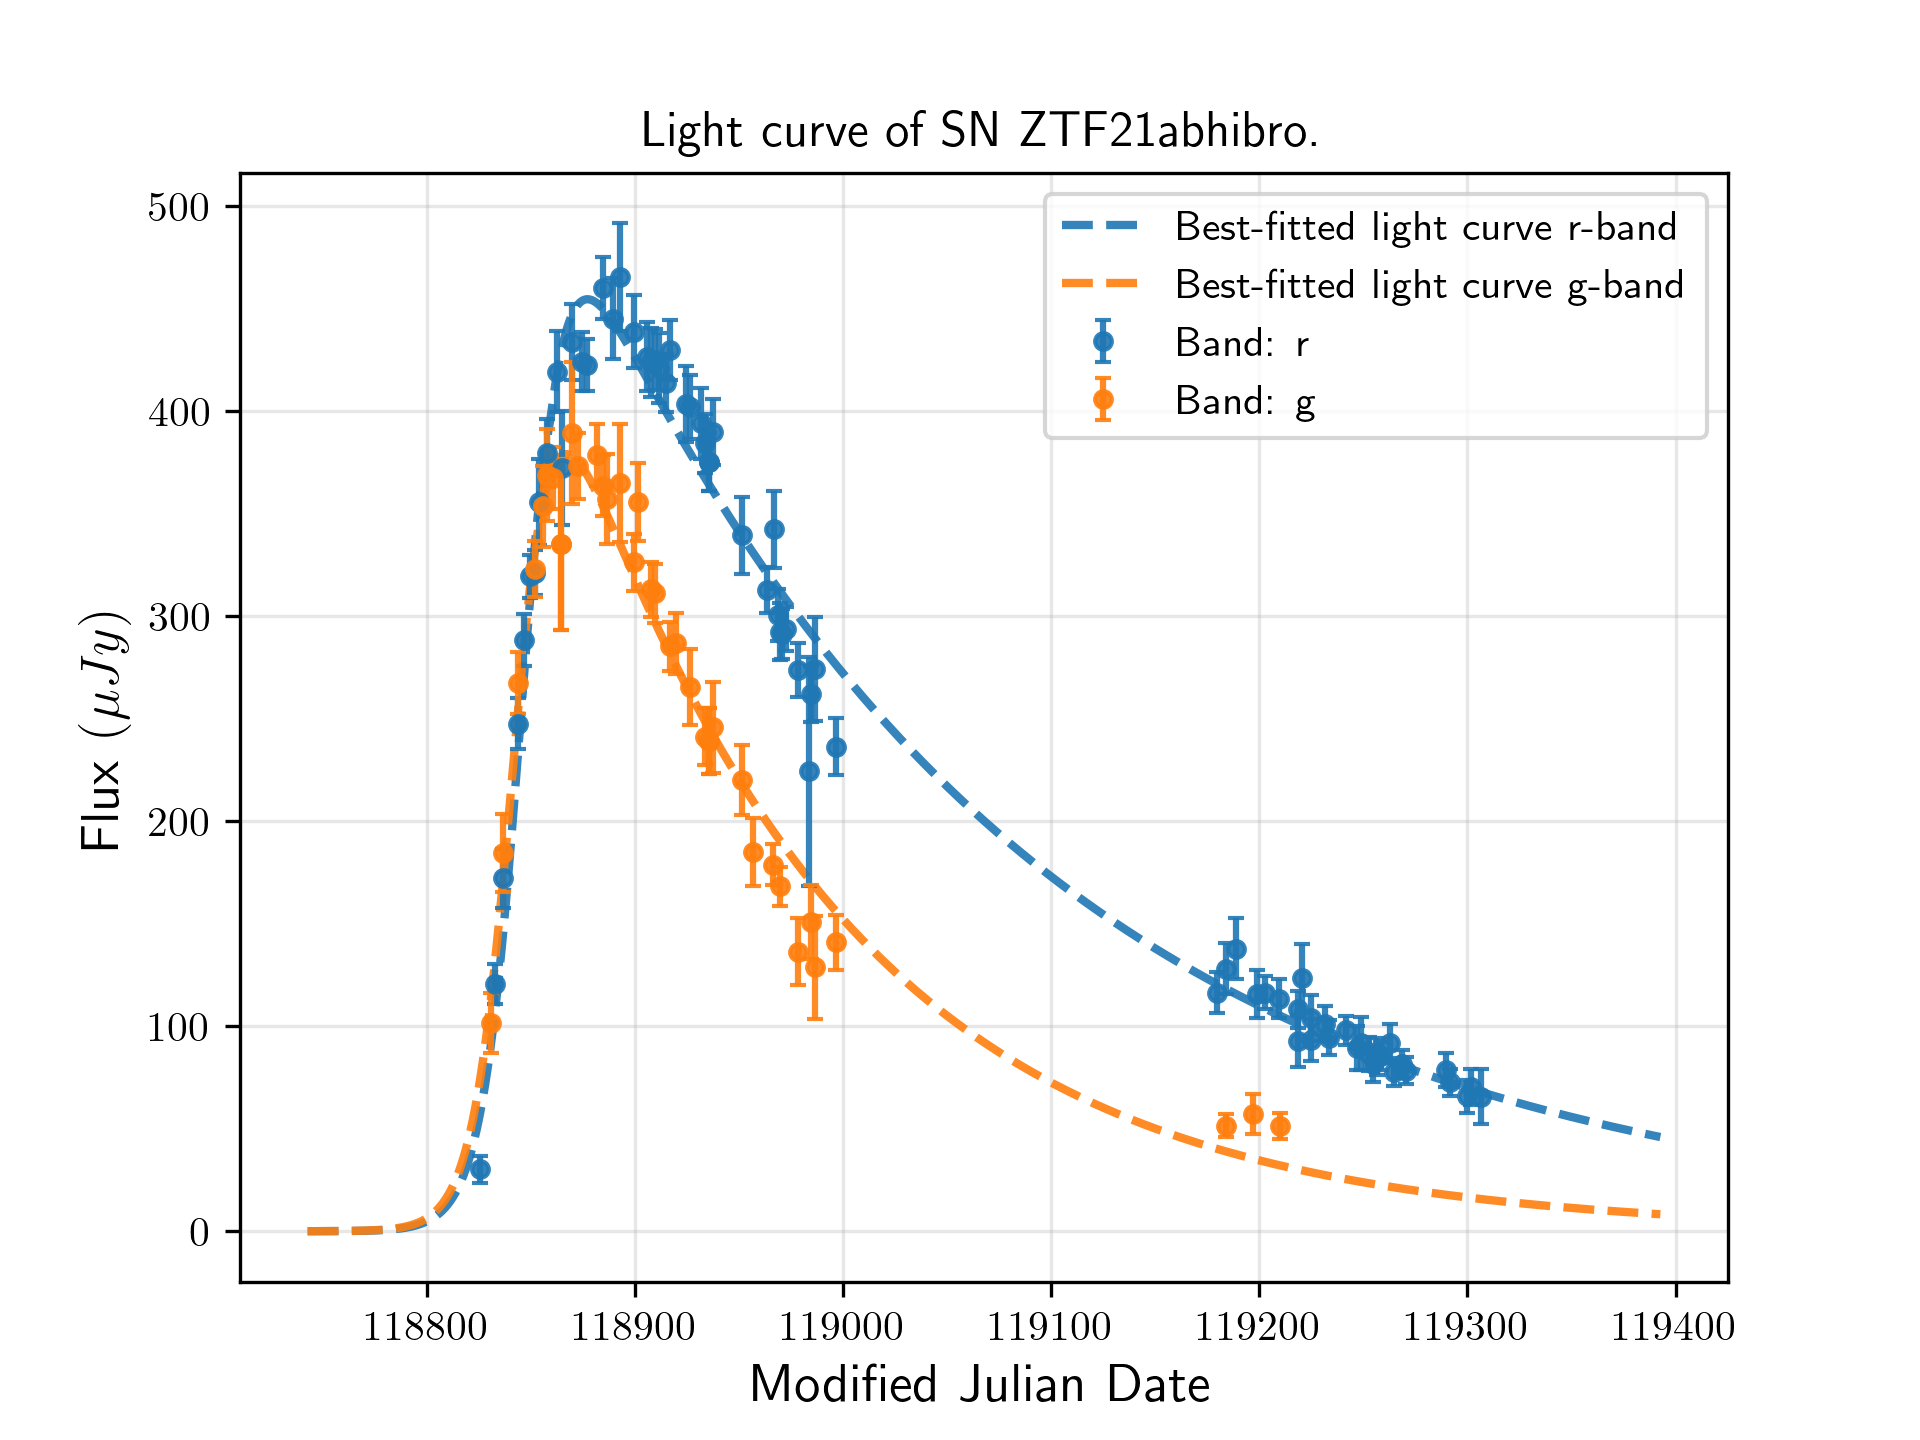 Light curve of SN ZTF21abhibro.
500
400
300
200
100
0
Flux (μJy)
118800 118900 119000 119100 119200 119300 119400
Modified Julian Date
Best-fitted light curve r-band
Best-fitted light curve g-band
Band: r
Band: g